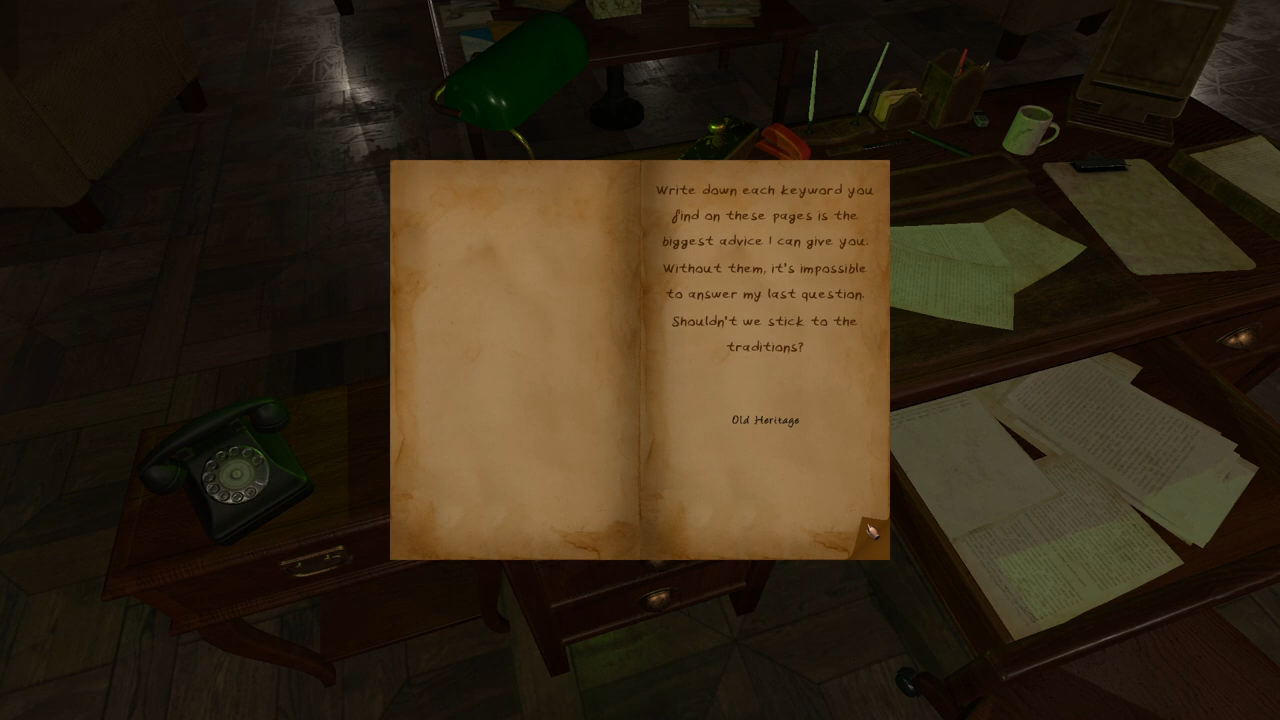 Write down each keyword you
find on these pages is the
biggest advice I can give you.
Without them, it's impossible
to answer my last question.
Shouldn't we stick to the
traditions?
Old Heritage